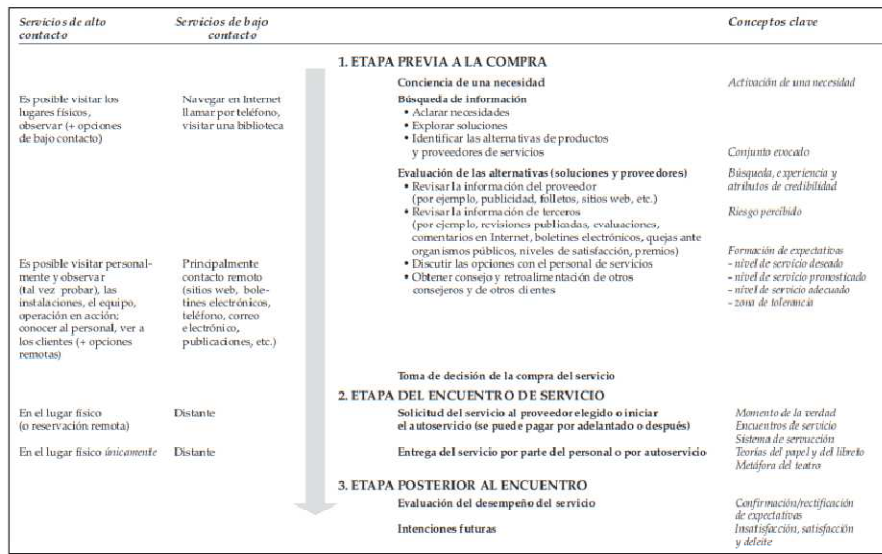 Servicios de alto contacto
Servicios de bajo contacto
Conceptos clave
1. ETAPA PREVIA A LA COMPRA
Conciencia de una necesidad
Activación de una necesidad
Es posible visitar los
lugares físicos,
observar (+ opciones
de bajo contacto)
Navegar en Internet
llamar por teléfono,
visitar una biblioteca
Búsqueda de información
• Aclarar necesidades
• Explorar soluciones
• Identificar las alternativas de productos
y proveedores de servicios
Conjunto evocado
Evaluación de las alternativas (soluciones y proveedores)
• Revisar la información del proveedor
(por ejemplo, publicidad, folletos, sitios web, etc.)
• Revisar la información de terceros
(por ejemplo, revisiones publicadas, evaluaciones,
comentarios en Internet, boletines electrónicos, quejas ante
organismos públicos, niveles de satisfacción, premios)
• Discutir las opciones con el personal de servicios
• Obtener consejo y retroalimentación de otros
consejeros y de otros clientes
Búsqueda, experiencia y
atributos de credibilidad
Riesgo percibido
Formación de expectativas
– nivel de servicio deseado
– nivel de servicio pronosticado
– nivel de servicio adecuado
– zona de tolerancia
Es posible visitar personal-
mente y observar
(tal vez probar), las
instalaciones, el equipo,
operación en acción;
conocer al personal, ver a
los clientes (+ opciones
remotas)
Principalmente
contacto remoto
(sitios web, bole-
tines electrónicos,
teléfono, correo
electrónico,
publicaciones, etc.)
Toma de decisión de la compra del servicio
2. ETAPA DEL ENCUENTRO DE SERVICIO
En el lugar físico
(o reservación remota)
Distante
Solicitud del servicio al proveedor elegido o iniciar
el autoservicio (se puede pagar por adelantado o después)
Momento de la verdad
Encuentros de servicio
Sistema de servucción
En el lugar físico únicamente
Distante
Entrega del servicio por parte del personal o por autoservicio
Teorías del papel y del libreto
Metáfora del teatro
3. ETAPA POSTERIOR AL ENCUENTRO
Evaluación del desempeño del servicio
Confirmación/rectificación
de expectativas
Intenciones futuras
Insatisfacción, satisfacción
y deleite